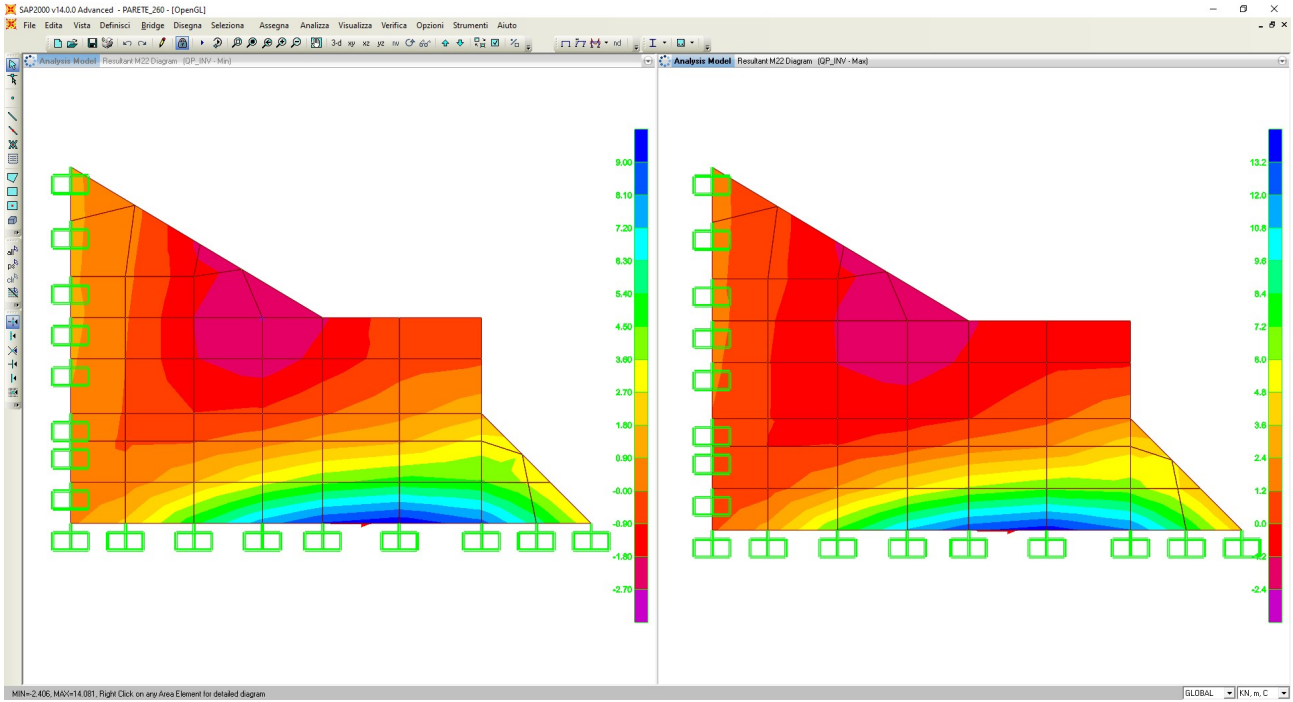 SAP2000 v14.0.0 Advanced - PARETE_260 - [OpenGL]
File Edita Vista Definisci Bridge Disegna Seleziona Assegna Analizza Visualizza Verifica Opzioni Strumenti Aiuto
3-d xy xz yz nv nd
Analysis Model Resultant M22 Diagram (QP_INV - Min)
Analysis Model Resultant M22 Diagram (QP_INV - Max)
all
ps
clr
9.00
8.10
7.20
6.30
5.40
4.50
3.60
2.70
1.80
0.90
-0.00
-0.90
-1.80
-2.70
13.2
12.0
10.8
9.6
8.4
7.2
6.0
4.8
3.6
2.4
1.2
0.0
-2.4
MIN=-2.406, MAX=14.081, Right Click on any Area Element for detailed diagram
GLOBAL
KN, m, C